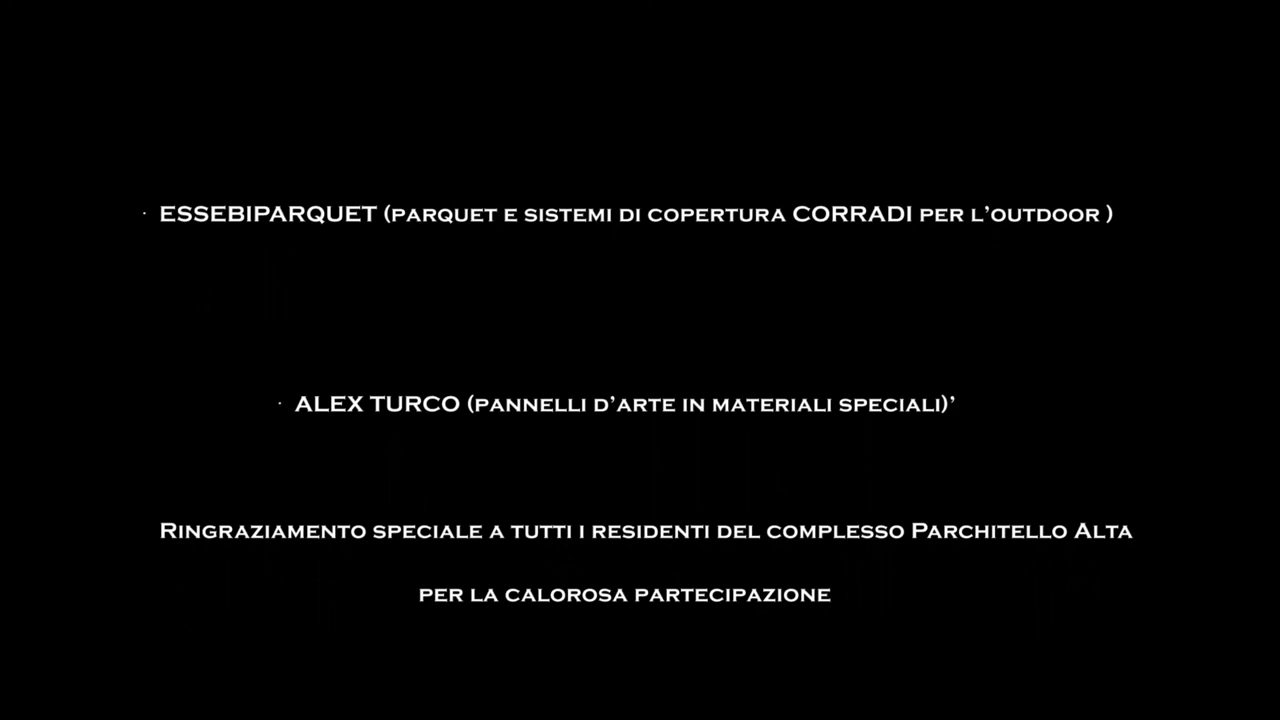 · ESSEBIPARQUET (PARQUET E SISTEMI DI COPERTURA CORRADI PER L’OUTDOOR )
· ALEX TURCO (PANNELLI D’ARTE IN MATERIALI SPECIALI)’
RINGRAZIAMENTO SPECIALE A TUTTI I RESIDENTI DEL COMPLESSO PARCHITELLO ALTA
PER LA CALOROSA PARTECIPAZIONE